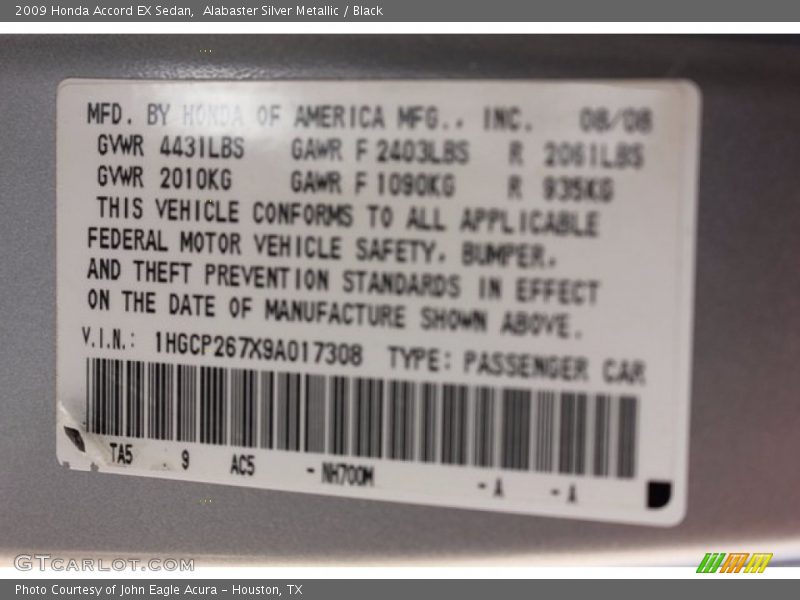 2009 Honda Accord EX Sedan,  Alabaster Silver Metallic / Black
MFD. BY HONDA OF AMERICA MFG., INC. 08/08
GVWR 4431LBS GAWR F 2403LBS R 2061LBS
GVWR 2010KG GAWR F 1090KG R 935KG
THIS VEHICLE CONFORMS TO ALL APPLICABLE
FEDERAL MOTOR VEHICLE SAFETY, BUMPER,
AND THEFT PREVENTION STANDARDS IN EFFECT
ON THE DATE OF MANUFACTURE SHOWN ABOVE.
V.I.N.: 1HGCP267X9A017308 TYPE: PASSENGER CAR
TA5 9 AC5 - NH700M - A - A
GTCARLOT.COM
Photo Courtesy of John Eagle Acura - Houston, TX